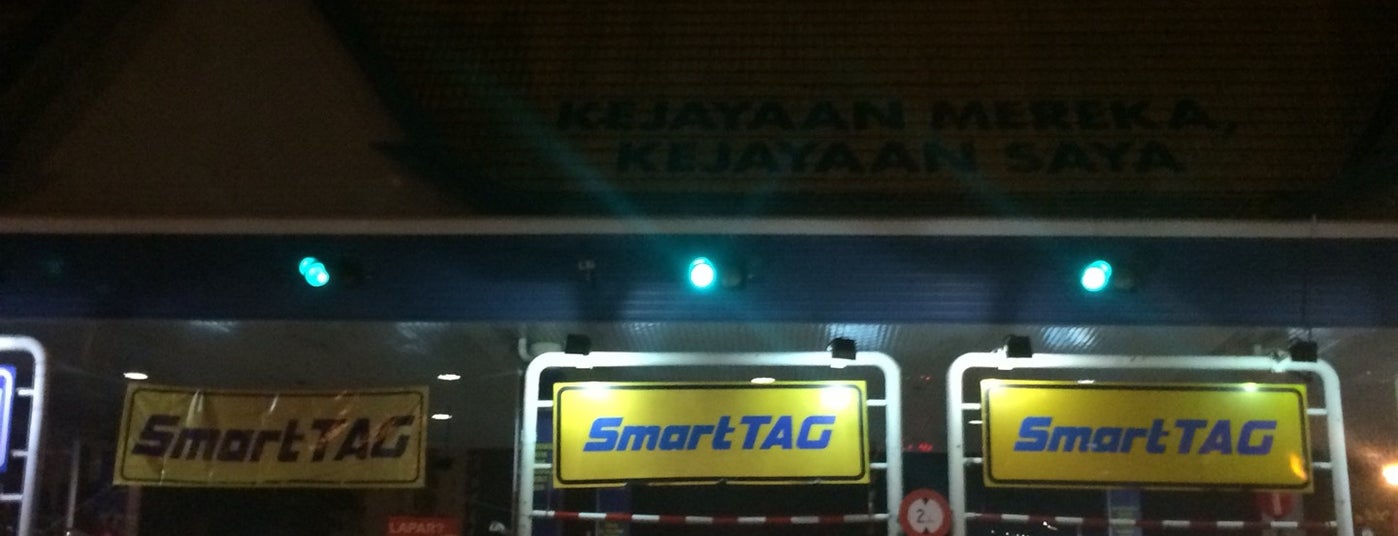 KEJAYAAN MEREKA,
KEJAYAAN SAYA
SmartTAG
SmartTAG
SmartTAG
LAPAR?